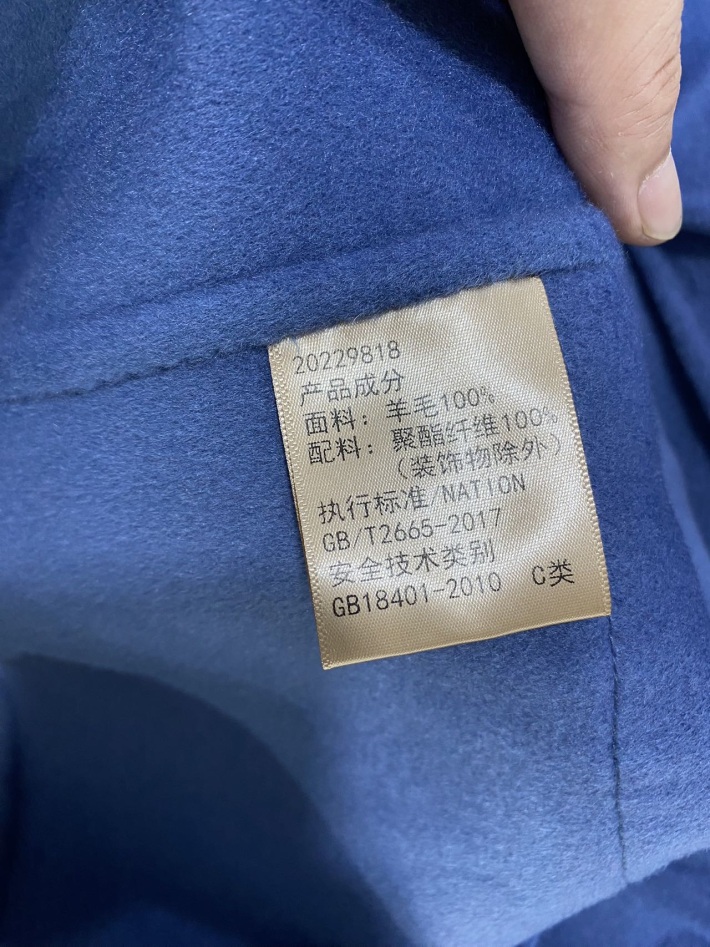 20229818
产品成分
面料：羊毛100%
配料：聚酯纤维100%
（装饰物除外）
执行标准/NATION
GB/T2665-2017
安全技术类别
GB18401-2010 C类